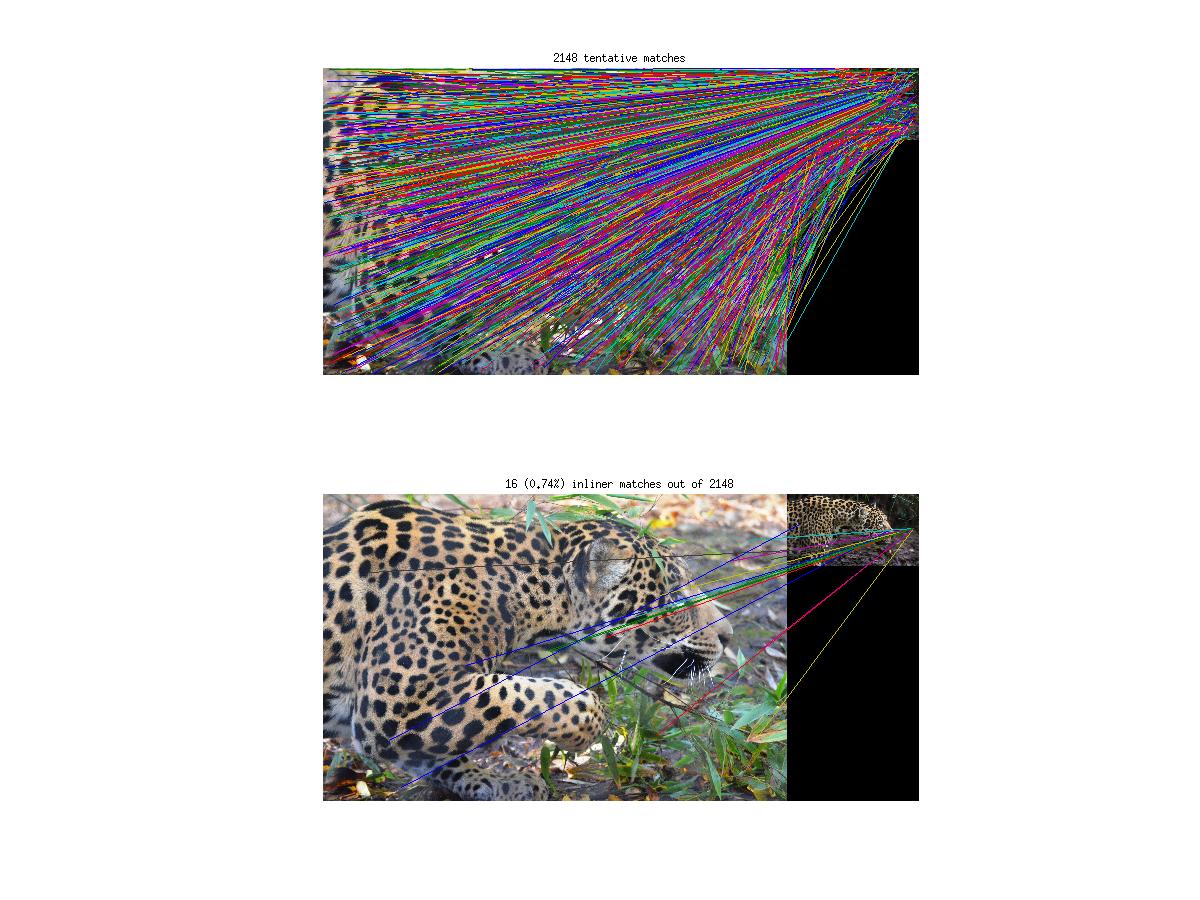 2148 tentative matches
16 (0.74%) inliner matches out of 2148